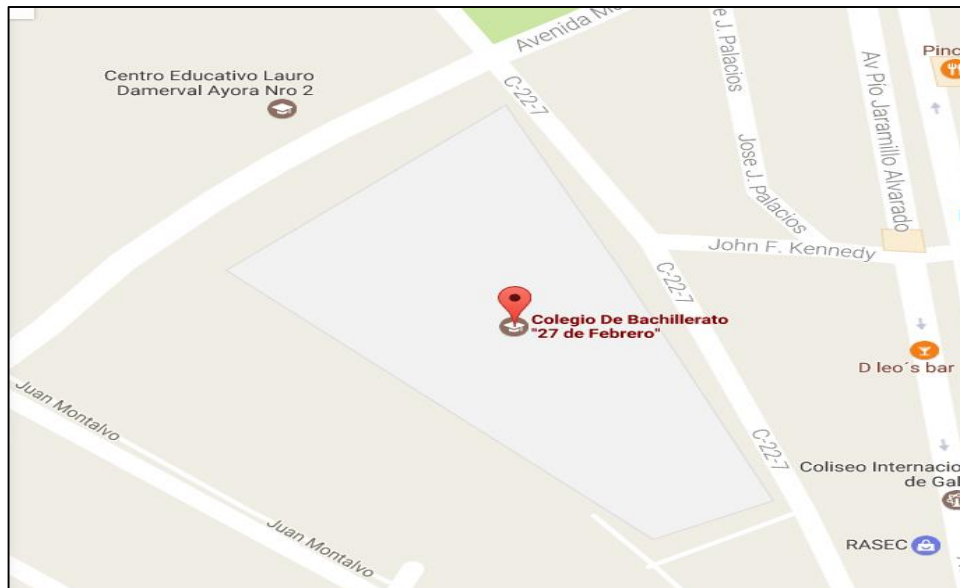 Avenida M
Centro Educativo Lauro
Damerval Ayora Nro 2
C-22-7
e J. Palacios
Jose J. Palacios
Av Pío Jaramillo Alvarado
Pinc
John F. Kennedy
C-22-7
Colegio De Bachillerato
"27 de Febrero"
D leo´s bar
Juan Montalvo
C-22-7
Coliseo Internacio
de Gal
Juan Montalvo
RASEC